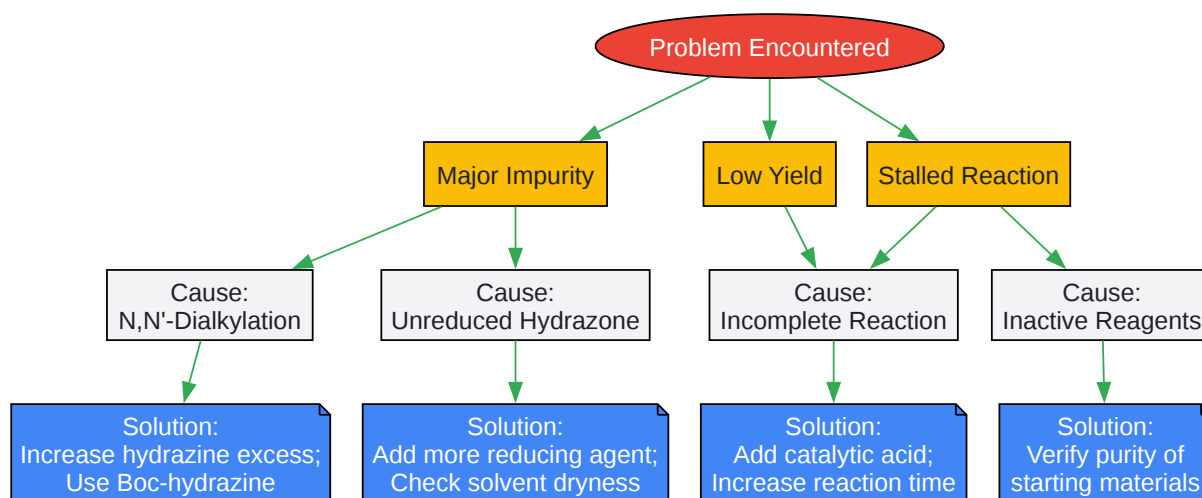 Problem Encountered
Major Impurity
Low Yield
Stalled Reaction
Cause:
N,N'-Dialkylation
Cause:
Unreduced Hydrazone
Cause:
Incomplete Reaction
Cause:
Inactive Reagents
Solution:
Increase hydrazine excess;
Use Boc-hydrazine
Solution:
Add more reducing agent;
Check solvent dryness
Solution:
Add catalytic acid;
Increase reaction time
Solution:
Verify purity of
starting materials